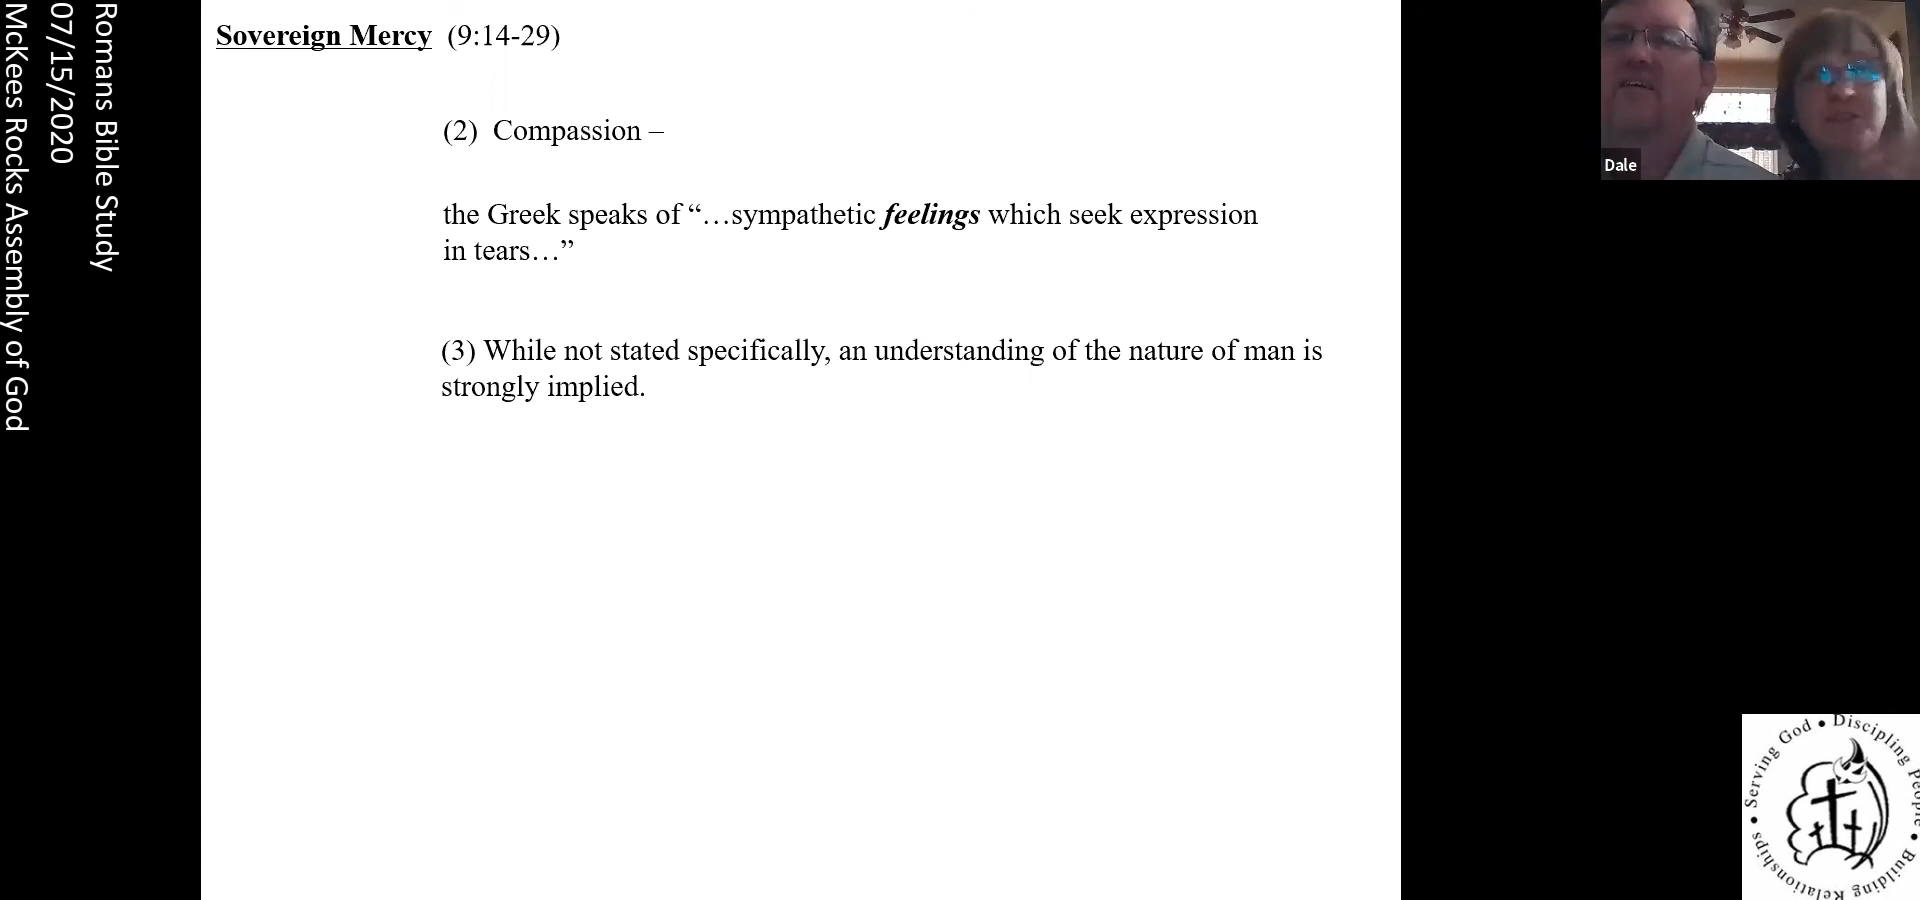 Romans Bible Study
07/15/2020
McKees Rocks Assembly of God
Sovereign Mercy (9:14-29)
(2) Compassion –
the Greek speaks of “…sympathetic feelings which seek expression
in tears…”
(3) While not stated specifically, an understanding of the nature of man is
strongly implied.
Dale
Serving God • Discipling People • Building Relationships •